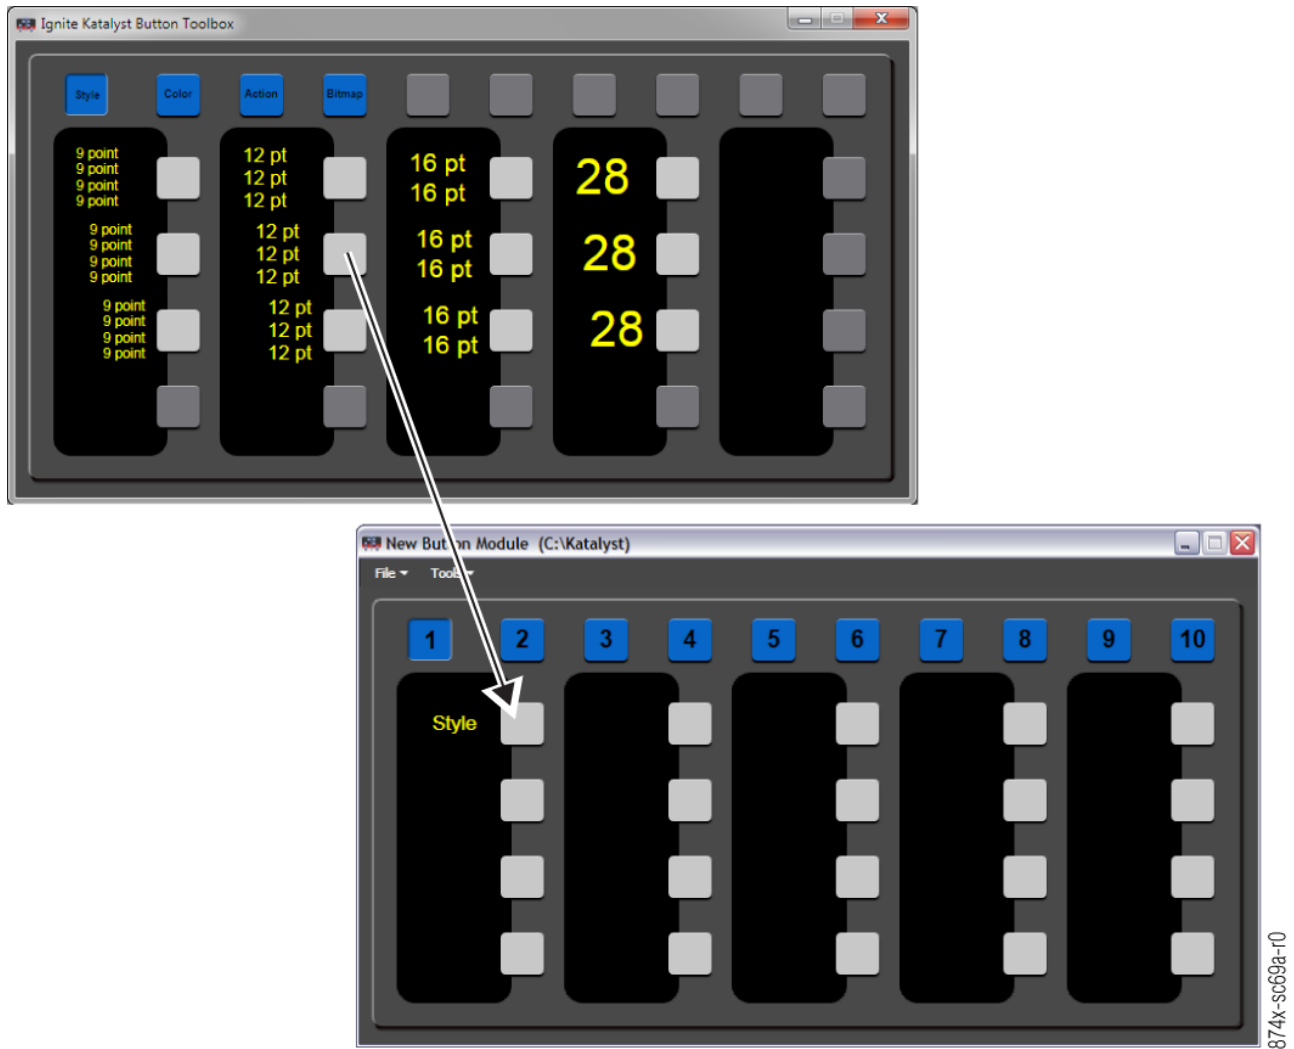 Ignite Katalyst Button Toolbox
Style
Color
Action
Bitmap
9 point
9 point
9 point
9 point
12 pt
12 pt
12 pt
16 pt
16 pt
28
9 point
9 point
9 point
9 point
12 pt
12 pt
12 pt
16 pt
16 pt
28
9 point
9 point
9 point
9 point
12 pt
12 pt
12 pt
16 pt
16 pt
28
New Button Module (C:\Katalyst)
File
Tools
1
2
3
4
5
6
7
8
9
10
Style
874x-sc69a-r0